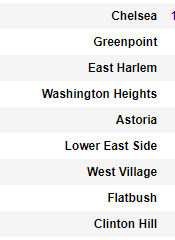 Chelsea
Greenpoint
East Harlem
Washington Heights
Astoria
Lower East Side
West Village
Flatbush
Clinton Hill